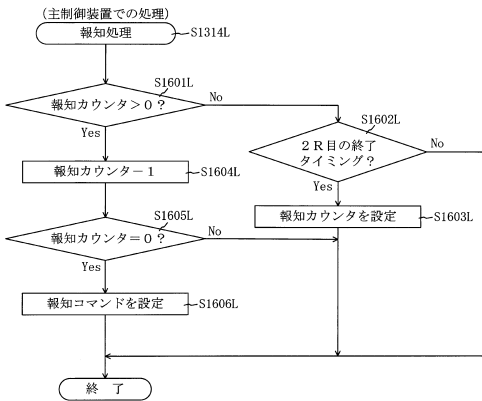 (主制御装置での処理)
報知処理
S1314L
S1601L
報知カウンタ>0?
No
Yes
S1602L
2R目の終了
タイミング?
No
Yes
報知カウンタ-1
S1604L
報知カウンタを設定
S1603L
S1605L
報知カウンタ=0?
No
Yes
報知コマンドを設定
S1606L
終 了